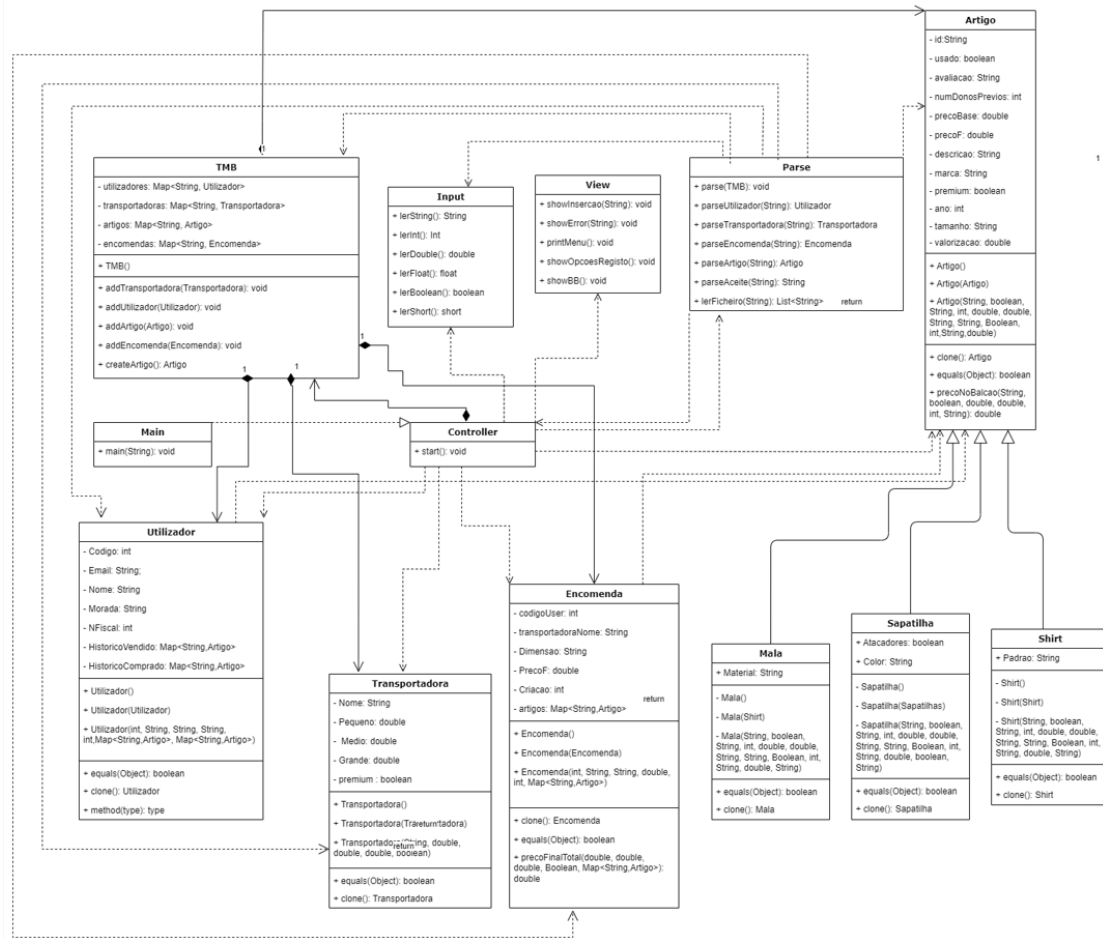 Artigo
- id:String
- usado: boolean
- avaliacao: String
- numDonosPrevios: int
- precoBase: double
- precoF: double
- descricao: String
- marca: String
- premium: boolean
- ano: int
- tamanho: String
- valorizacao: double
+ Artigo()
+ Artigo(Artigo)
+ Artigo(String, boolean,
String, int, double, double,
String, String, Boolean,
int,String,double)
+ clone(): Artigo
+ equals(Object): boolean
+ precoNoBalcao(String,
boolean, double, double,
int, String): double
1
1
TMB
- utilizadores: Map<String, Utilizador>
- transportadoras: Map<String, Transportadora>
- artigos: Map<String, Artigo>
- encomendas: Map<String, Encomenda>
+ TMB()
+ addTransportadora(Transportadora): void
+ addUtilizador(Utilizador): void
+ addArtigo(Artigo): void
+ addEncomenda(Encomenda): void
+ createArtigo(): Artigo
1
1
1
Input
+ lerString(): String
+ lerInt(): Int
+ lerDouble(): double
+ lerFloat(): float
+ lerBoolean(): boolean
+ lerShort(): short
View
+ showInsercao(String): void
+ showError(String): void
+ printMenu(): void
+ showOpcoesRegisto(): void
+ showBB(): void
Parse
+ parse(TMB): void
+ parseUtilizador(String): Utilizador
+ parseTransportadora(String): Transportadora
+ parseEncomenda(String): Encomenda
+ parseArtigo(String): Artigo
+ parseAceite(String): String
+ lerFicheiro(String): List<String> return
Main
+ main(String): void
Controller
+ start(): void
Utilizador
- Codigo: int
- Email: String;
- Nome: String
- Morada: String
- NFiscal: int
- HistoricoVendido: Map<String,Artigo>
- HistoricoComprado: Map<String,Artigo>
+ Utilizador()
+ Utilizador(Utilizador)
+ Utilizador(int, String, String, String,
int,Map<String,Artigo>, Map<String,Artigo>)
+ equals(Object): boolean
+ clone(): Utilizador
+ method(type): type
Transportadora
- Nome: String
- Pequeno: double
- Medio: double
- Grande: double
- premium : boolean
+ Transportadora()
+ Transportadora( return
return
double, double, boolean)
+ equals(Object): boolean
+ clone(): Transportadora
Encomenda
- codigoUser: int
- transportadoraNome: String
- Dimensao: String
- PrecoF: double
- Criacao: int
return
- artigos: Map<String,Artigo>
+ Encomenda()
+ Encomenda(Encomenda)
+ Encomenda(int, String, String, double,
int, Map<String,Artigo>)
+ clone(): Encomenda
+ equals(Object): boolean
+ precoFinalTotal(double, double,
double, Boolean, Map<String,Artigo>):
double
Mala
+ Material: String
- Mala()
- Mala(Shirt)
- Mala(String, boolean,
String, int, double, double,
String, String, Boolean, int,
String, double, String)
+ equals(Object): boolean
+ clone(): Mala
Sapatilha
+ Atacadores: boolean
+ Color: String
- Sapatilha()
- Sapatilha(Sapatilhas)
- Sapatilha(String, boolean,
String, int, double, double,
String, String, Boolean, int,
String, double, boolean,
String)
+ equals(Object): boolean
+ clone(): Sapatilha
Shirt
+ Padrao: String
- Shirt()
- Shirt(Shirt)
- Shirt(String, boolean,
String, int, double, double,
String, String, Boolean, int,
String, double, String)
+ equals(Object): boolean
+ clone(): Shirt